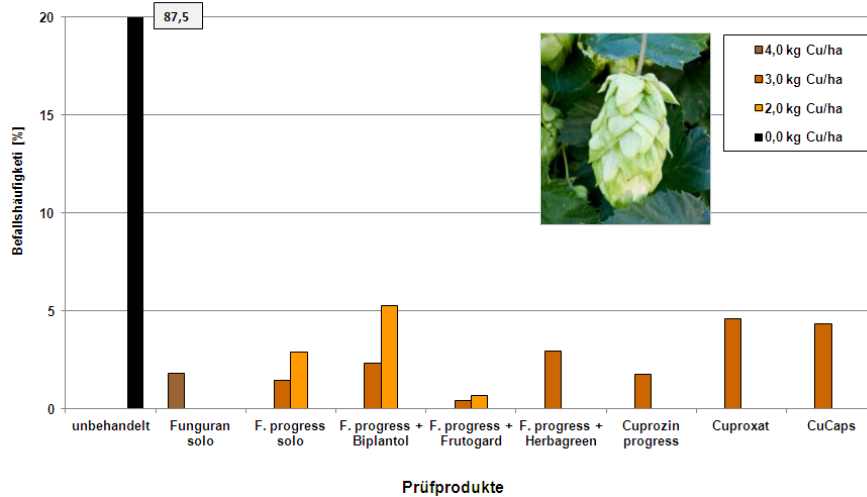 20
87,5
15
10
5
0
Befallshäufigketi [%]
4,0 kg Cu/ha
3,0 kg Cu/ha
2,0 kg Cu/ha
0,0 kg Cu/ha
unbehandelt
Funguran
solo
F. progress
solo
F. progress +
Biplantol
F. progress +
Frutogard
F. progress +
Herbagreen
Cuprozin
progress
Cuproxat
CuCaps
Prüfprodukte